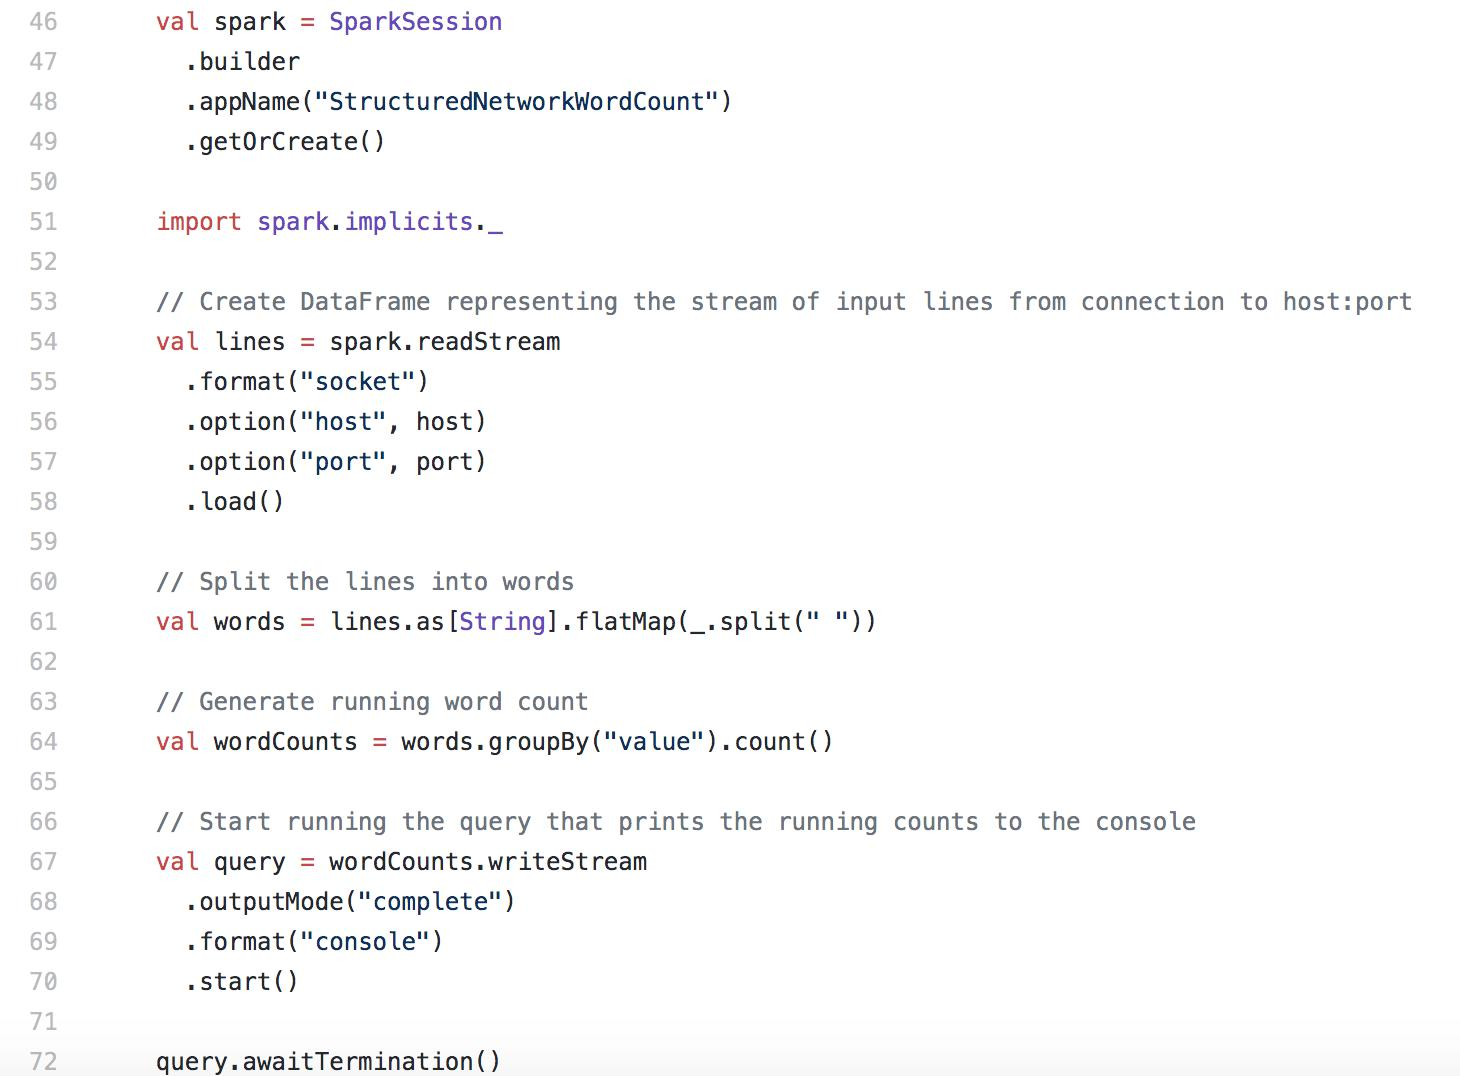 46 val spark = SparkSession
47 .builder
48 .appName("StructuredNetworkWordCount")
49 .getOrCreate()
50
51 import spark.implicits._
52
53 // Create DataFrame representing the stream of input lines from connection to host:port
54 val lines = spark.readStream
55 .format("socket")
56 .option("host", host)
57 .option("port", port)
58 .load()
59
60 // Split the lines into words
61 val words = lines.as[String].flatMap(_.split(" "))
62
63 // Generate running word count
64 val wordCounts = words.groupBy("value").count()
65
66 // Start running the query that prints the running counts to the console
67 val query = wordCounts.writeStream
68 .outputMode("complete")
69 .format("console")
70 .start()
71
72 query.awaitTermination()